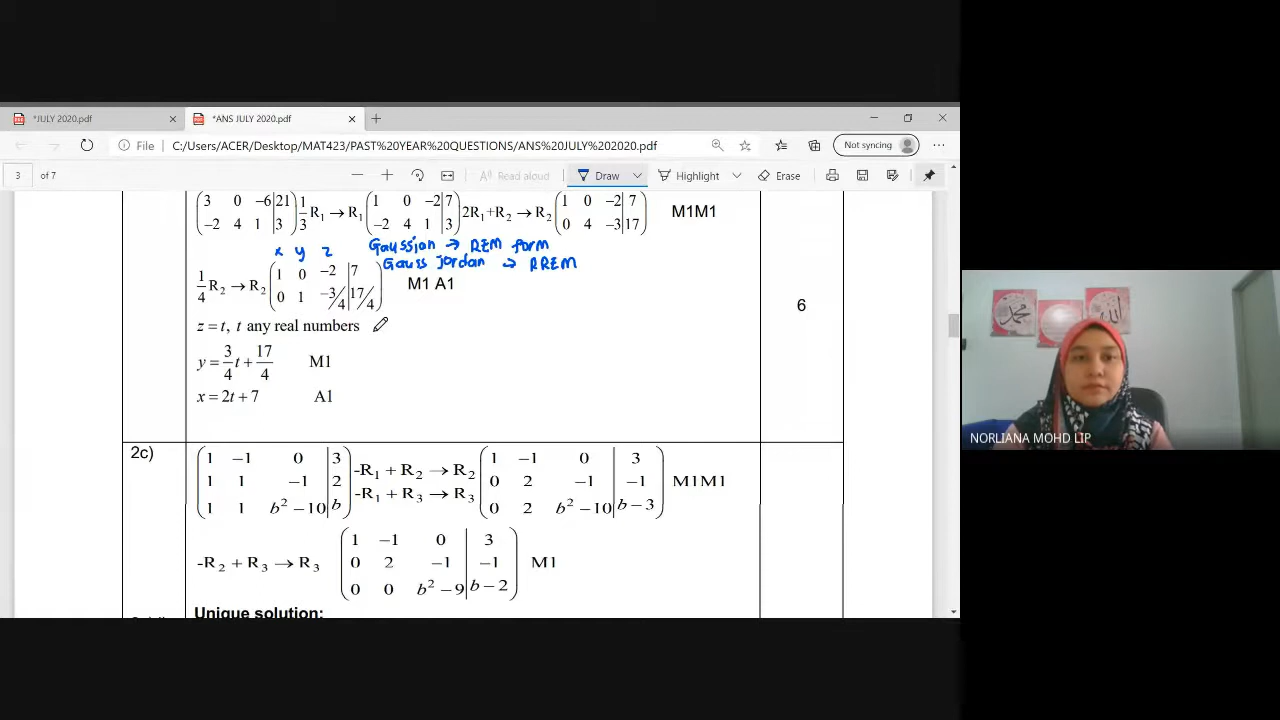 *JULY 2020.pdf
*ANS JULY 2020.pdf
File C:/Users/ACER/Desktop/MAT423/PAST%20YEAR%20QUESTIONS/ANS%20JULY%202020.pdf
Not syncing
3 of 7
Read aloud
Draw
Highlight
Erase
(3 0 -6 | 21; -2 4 1 | 3) 1/3 R₁ → R₁ (1 0 -2 | 7; -2 4 1 | 3) 2R₁ +R₂ → R₂ (1 0 -2 | 7; 0 4 -3 | 17) M1M1
Gaussian → REM form
x y z
Gauss jordan → RREM
1/4 R₂ → R₂ (1 0 -2 | 7; 0 1 -3/4 | 17/4) M1 A1
6
z = t, t any real numbers
y = 3/4 t + 17/4 M1
x = 2t + 7 A1
2c)
(1 -1 0 | 3; 1 1 -1 | 2; 1 1 b² - 10 | b) -R₁ + R₂ → R₂ -R₁ + R₃ → R₃ (1 -1 0 | 3; 0 2 -1 | -1; 0 2 b² - 10 | b - 3) M1M1
-R₂ + R₃ → R₃ (1 -1 0 | 3; 0 2 -1 | -1; 0 0 b² - 9 | b - 2) M1
Unique solution:
NORLIANA MOHD LIP